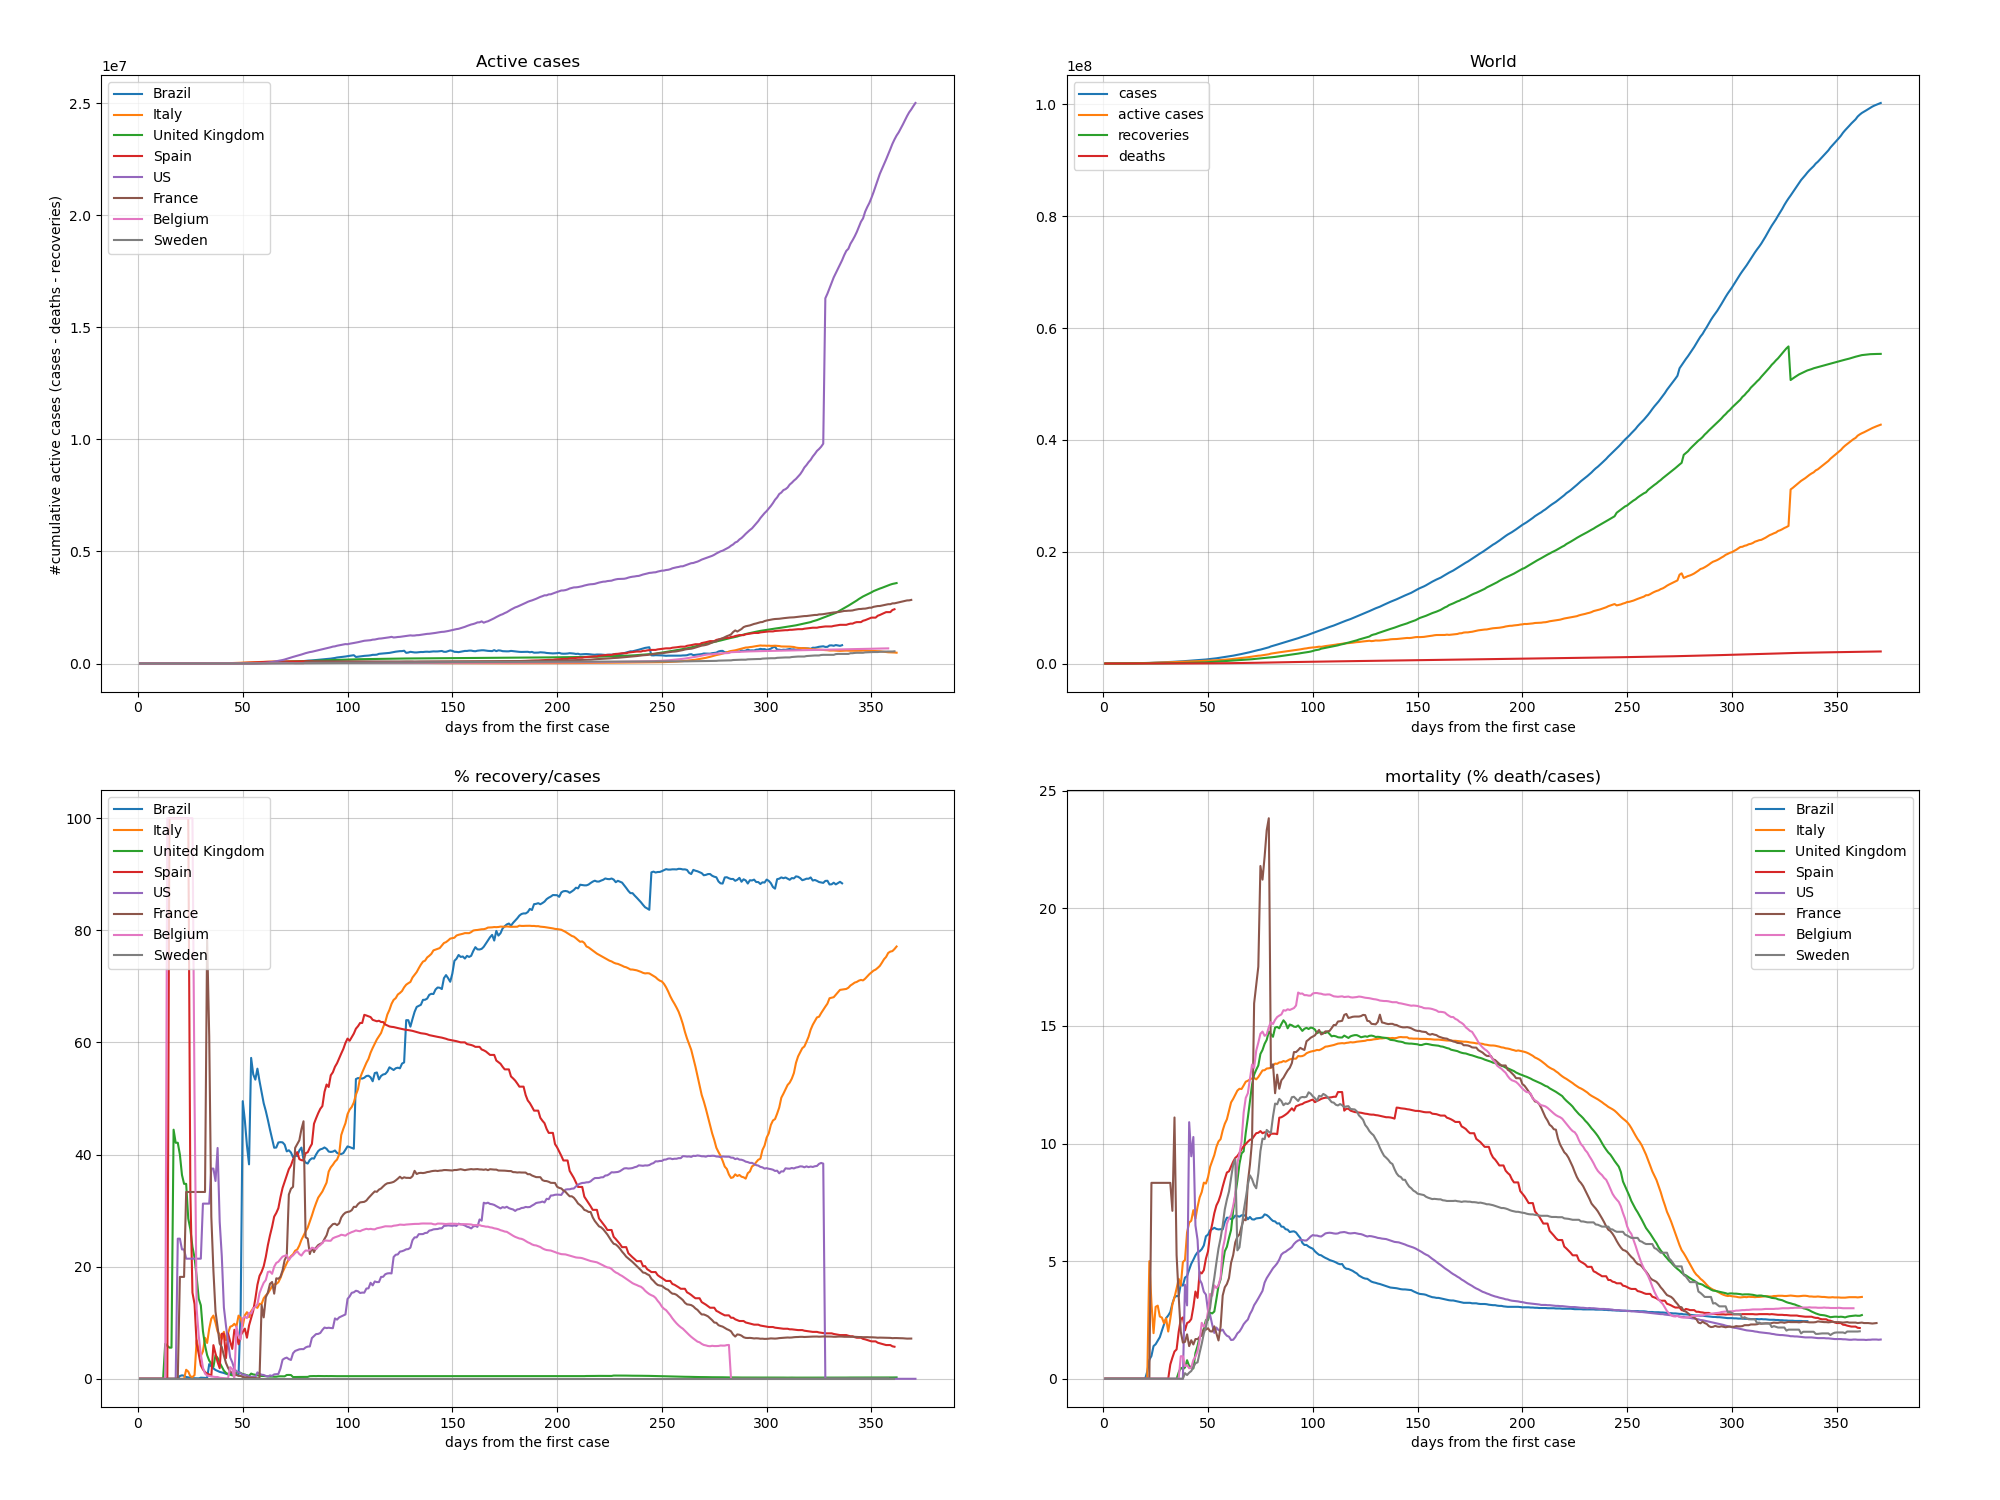 Active cases
1e7
2.5
2.0
1.5
1.0
0.5
0.0
#cumulative active cases (cases - deaths - recoveries)
Brazil
Italy
United Kingdom
Spain
US
France
Belgium
Sweden
0 50 100 150 200 250 300 350
days from the first case
World
1e8
1.0
0.8
0.6
0.4
0.2
0.0
cases
active cases
recoveries
deaths
0 50 100 150 200 250 300 350
days from the first case
% recovery/cases
100
80
60
40
20
0
Brazil
Italy
United Kingdom
Spain
US
France
Belgium
Sweden
0 50 100 150 200 250 300 350
days from the first case
mortality (% death/cases)
25
20
15
10
5
0
Brazil
Italy
United Kingdom
Spain
US
France
Belgium
Sweden
0 50 100 150 200 250 300 350
days from the first case